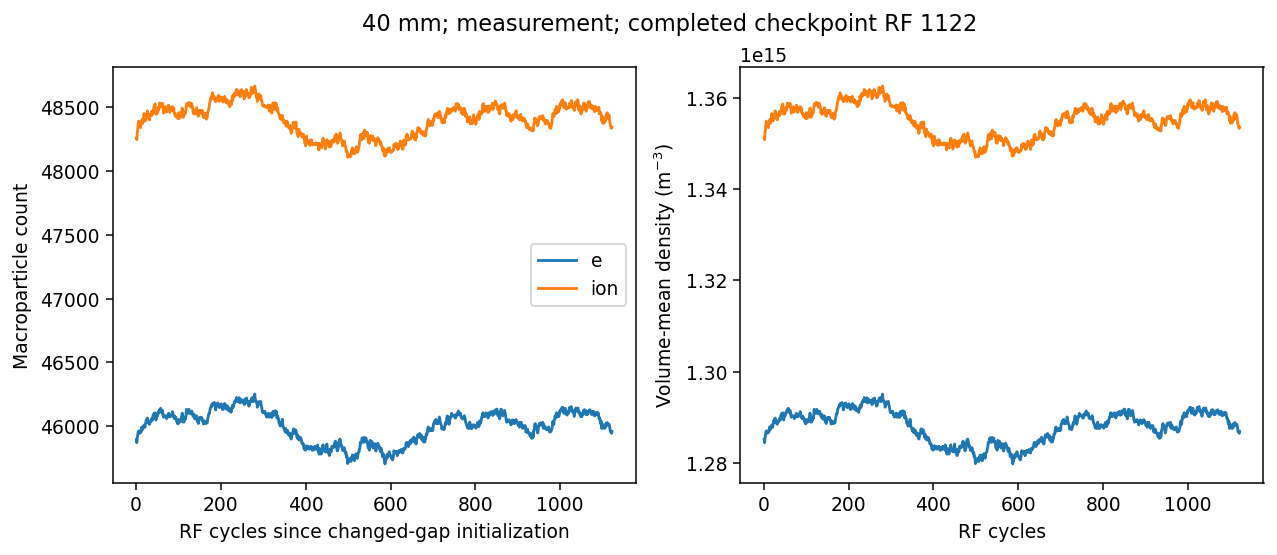 40 mm; measurement; completed checkpoint RF 1122
Macroparticle count
48500
48000
47500
47000
46500
46000
0
200
400
600
800
1000
RF cycles since changed-gap initialization
e
ion
1e15
Volume-mean density (m⁻³)
1.36
1.34
1.32
1.30
1.28
0
200
400
600
800
1000
RF cycles